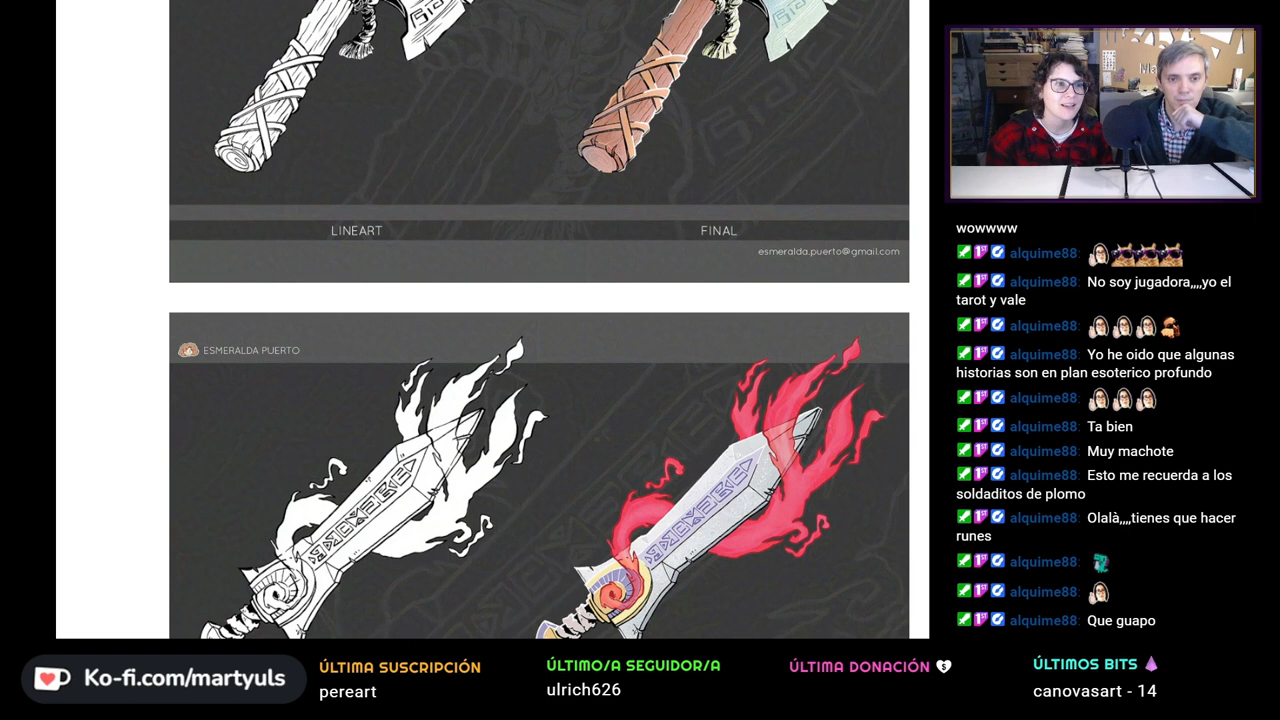 LINEART
FINAL
esmeralda.puerto@gmail.com
ESMERALDA PUERTO
wowwww
alquime88:
alquime88: No soy jugadora,,,,yo el
tarot y vale
alquime88:
alquime88: Yo he oido que algunas
historias son en plan esoterico profundo
alquime88:
alquime88: Ta bien
alquime88: Muy machote
alquime88: Esto me recuerda a los
soldaditos de plomo
alquime88: Olalà,,,,tienes que hacer
runes
alquime88:
alquime88:
alquime88: Que guapo
Ko-fi.com/martyuls
ÚLTIMA SUSCRIPCIÓN
pereart
ÚLTIMO/A SEGUIDOR/A
ulrich626
ÚLTIMA DONACIÓN
ÚLTIMOS BITS
canovasart - 14